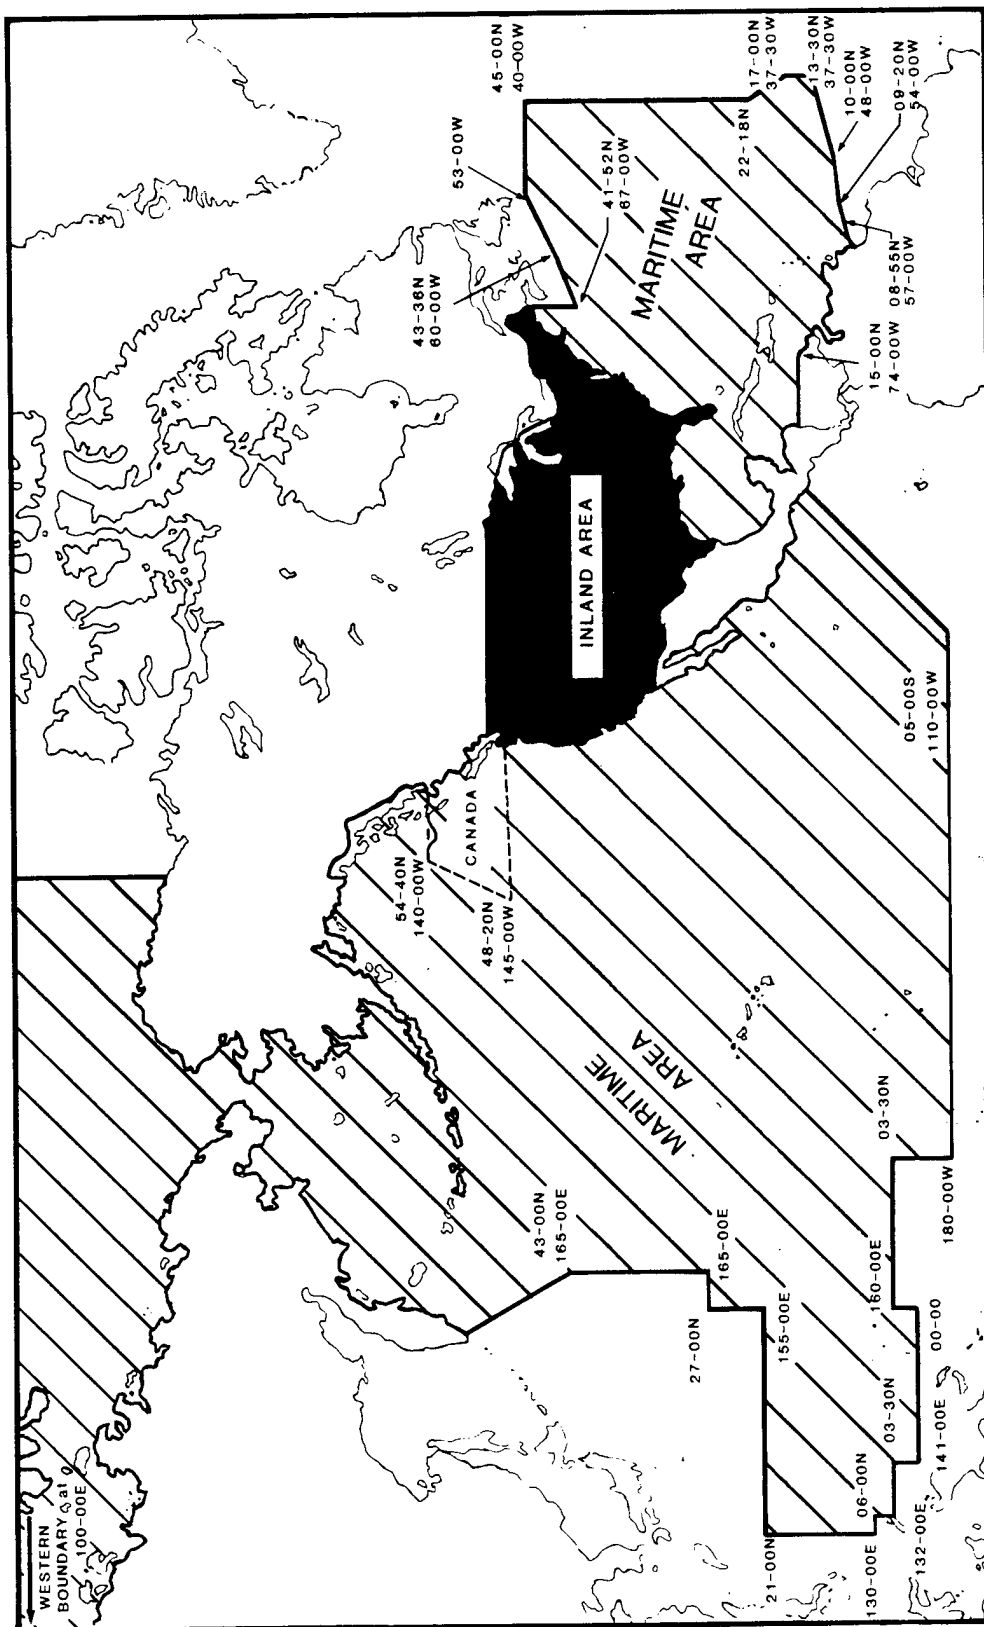 WESTERN
BOUNDARY is at
100-00E
45-00N
40-00W
53-00W
43-36N
60-00W
41-52N
67-00W
17-00N
37-30W
13-30N
37-30W
10-00N
48-00W
09-20N
54-00W
22-18N
08-55N
57-00W
15-00N
74-00W
MARITIME
AREA
INLAND AREA
CANADA
54-40N
140-00W
48-20N
145-00W
05-00S
110-00W
MARITIME
AREA
43-00N
165-00E
165-00E
27-00N
155-00E
160-00E
03-30N
180-00W
00-00
03-30N
141-00E
06-00N
132-00E
21-00N
130-00E